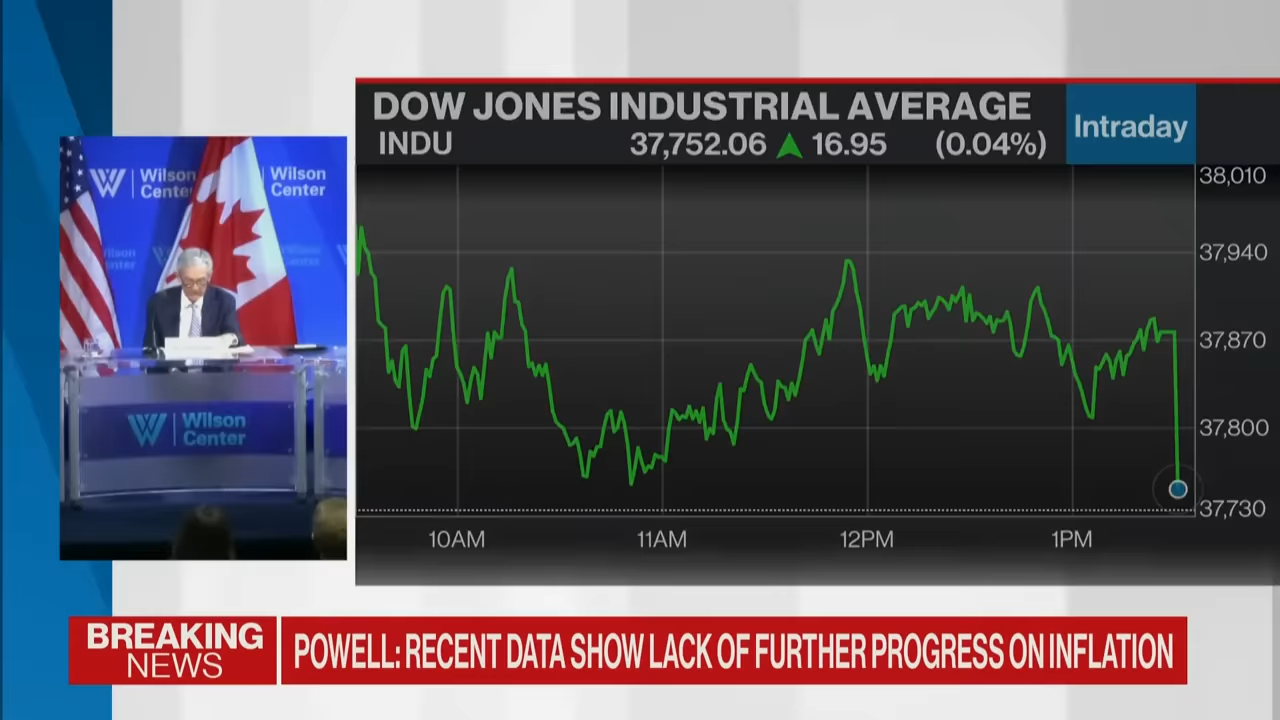 Wilson
Center
Wilson
Center
Wilson
Center
DOW JONES INDUSTRIAL AVERAGE
INDU 37,752.06 16.95 (0.04%)
Intraday
38,010
37,940
37,870
37,800
37,730
10AM 11AM 12PM 1PM
BREAKING
NEWS
POWELL: RECENT DATA SHOW LACK OF FURTHER PROGRESS ON INFLATION